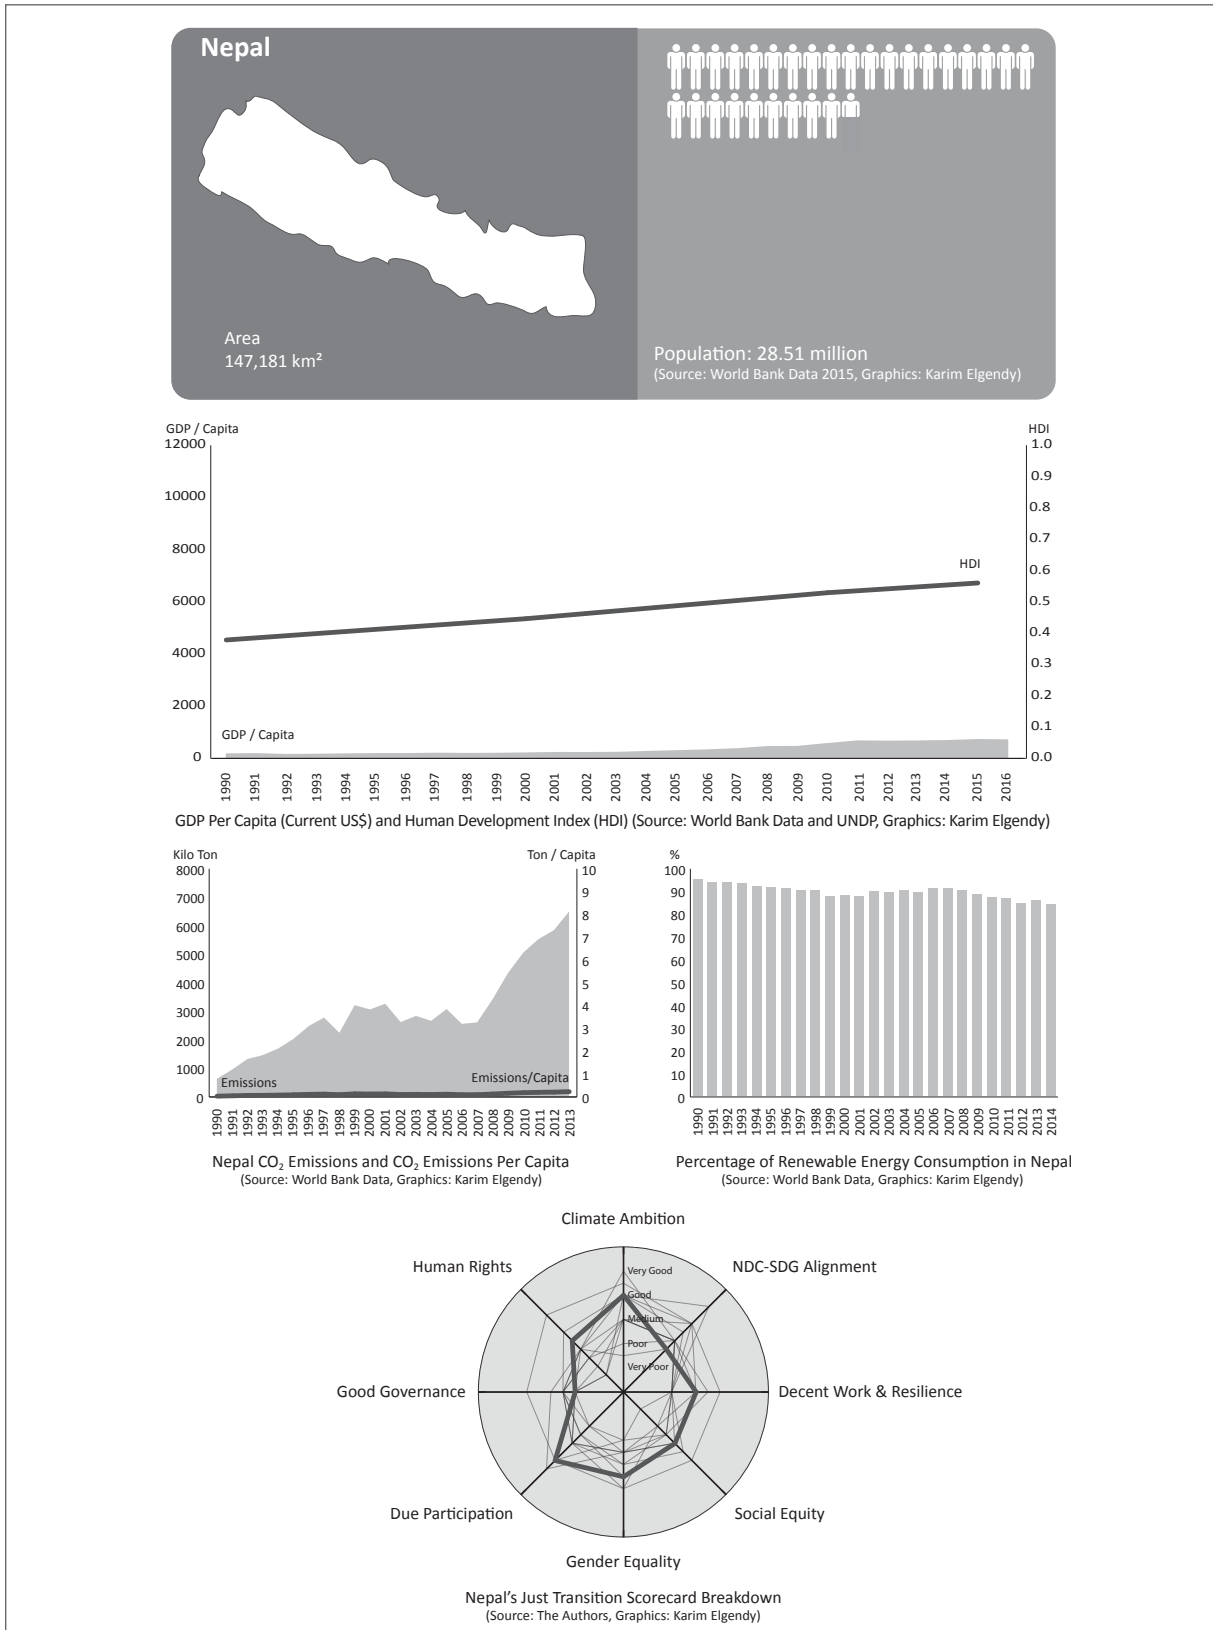 Nepal
Area
147,181 km²
Population: 28.51 million
(Source: World Bank Data 2015, Graphics: Karim Elgendy)
GDP / Capita
HDI
12000
10000
8000
6000
4000
2000
0
1.0
0.9
0.8
0.7
0.6
0.5
0.4
0.3
0.2
0.1
0.0
HDI
GDP / Capita
1990 1991 1992 1993 1994 1995 1996 1997 1998 1999 2000 2001 2002 2003 2004 2005 2006 2007 2008 2009 2010 2011 2012 2013 2014 2015 2016
GDP Per Capita (Current US$) and Human Development Index (HDI) (Source: World Bank Data and UNDP, Graphics: Karim Elgendy)
Kilo Ton
Ton / Capita
8000
7000
6000
5000
4000
3000
2000
1000
0
10
9
8
7
6
5
4
3
2
1
0
Emissions
Emissions/Capita
1990 1991 1992 1993 1994 1995 1996 1997 1998 1999 2000 2001 2002 2003 2004 2005 2006 2007 2008 2009 2010 2011 2012 2013
Nepal CO₂ Emissions and CO₂ Emissions Per Capita
(Source: World Bank Data, Graphics: Karim Elgendy)
%
100
90
80
70
60
50
40
30
20
10
0
1990 1991 1992 1993 1994 1995 1996 1997 1998 1999 2000 2001 2002 2003 2004 2005 2006 2007 2008 2009 2010 2011 2012 2013 2014
Percentage of Renewable Energy Consumption in Nepal
(Source: World Bank Data, Graphics: Karim Elgendy)
Climate Ambition
Human Rights
NDC-SDG Alignment
Very Good
Good
Medium
Poor
Very Poor
Good Governance
Decent Work & Resilience
Due Participation
Social Equity
Gender Equality
Nepal’s Just Transition Scorecard Breakdown
(Source: The Authors, Graphics: Karim Elgendy)